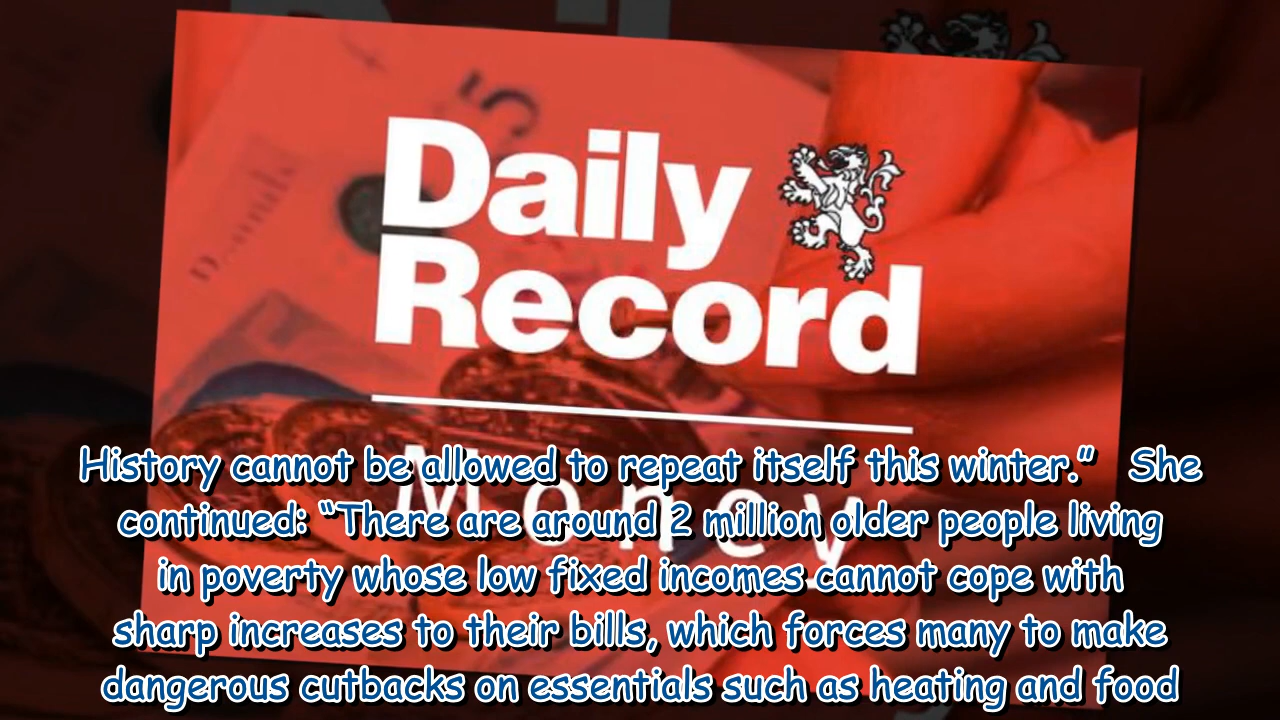 Daily
Record
Money
History cannot be allowed to repeat itself this winter.” She
continued: “There are around 2 million older people living
in poverty whose low fixed incomes cannot cope with
sharp increases to their bills, which forces many to make
dangerous cutbacks on essentials such as heating and food